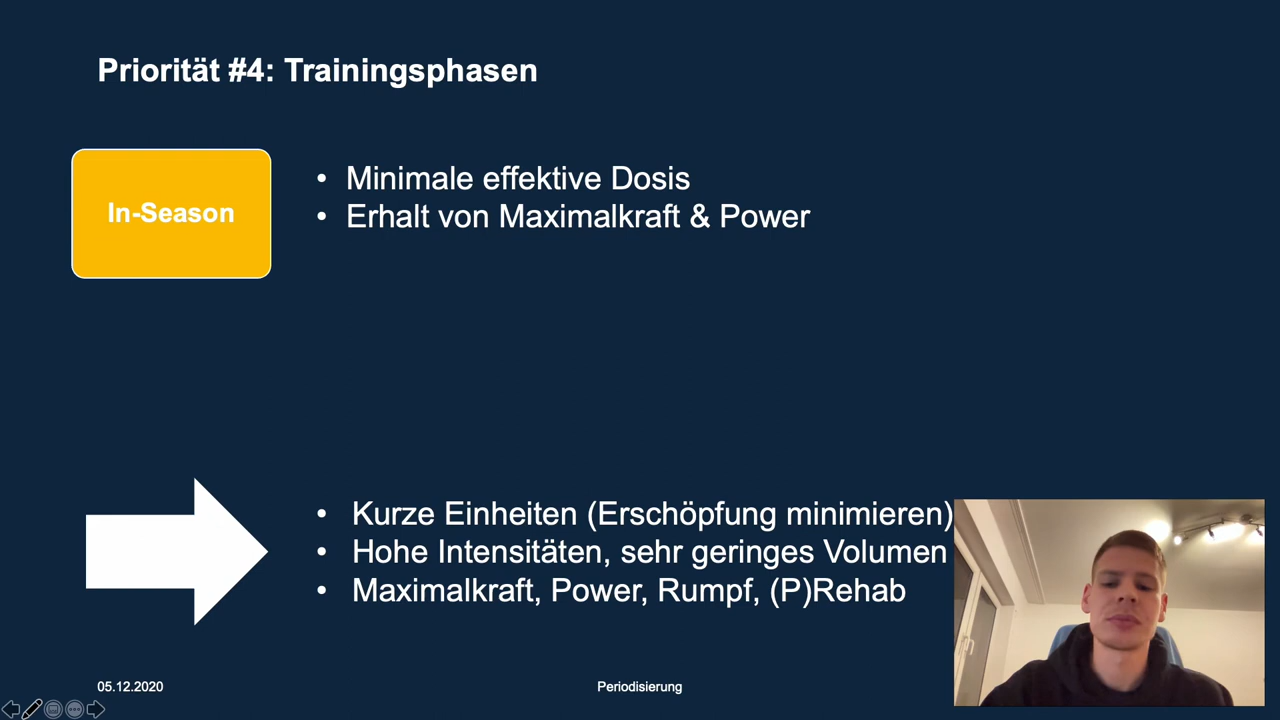 Priorität #4: Trainingsphasen
In-Season
• Minimale effektive Dosis
• Erhalt von Maximalkraft & Power
• Kurze Einheiten (Erschöpfung minimieren)
• Hohe Intensitäten, sehr geringes Volumen
• Maximalkraft, Power, Rumpf, (P)Rehab
05.12.2020
Periodisierung